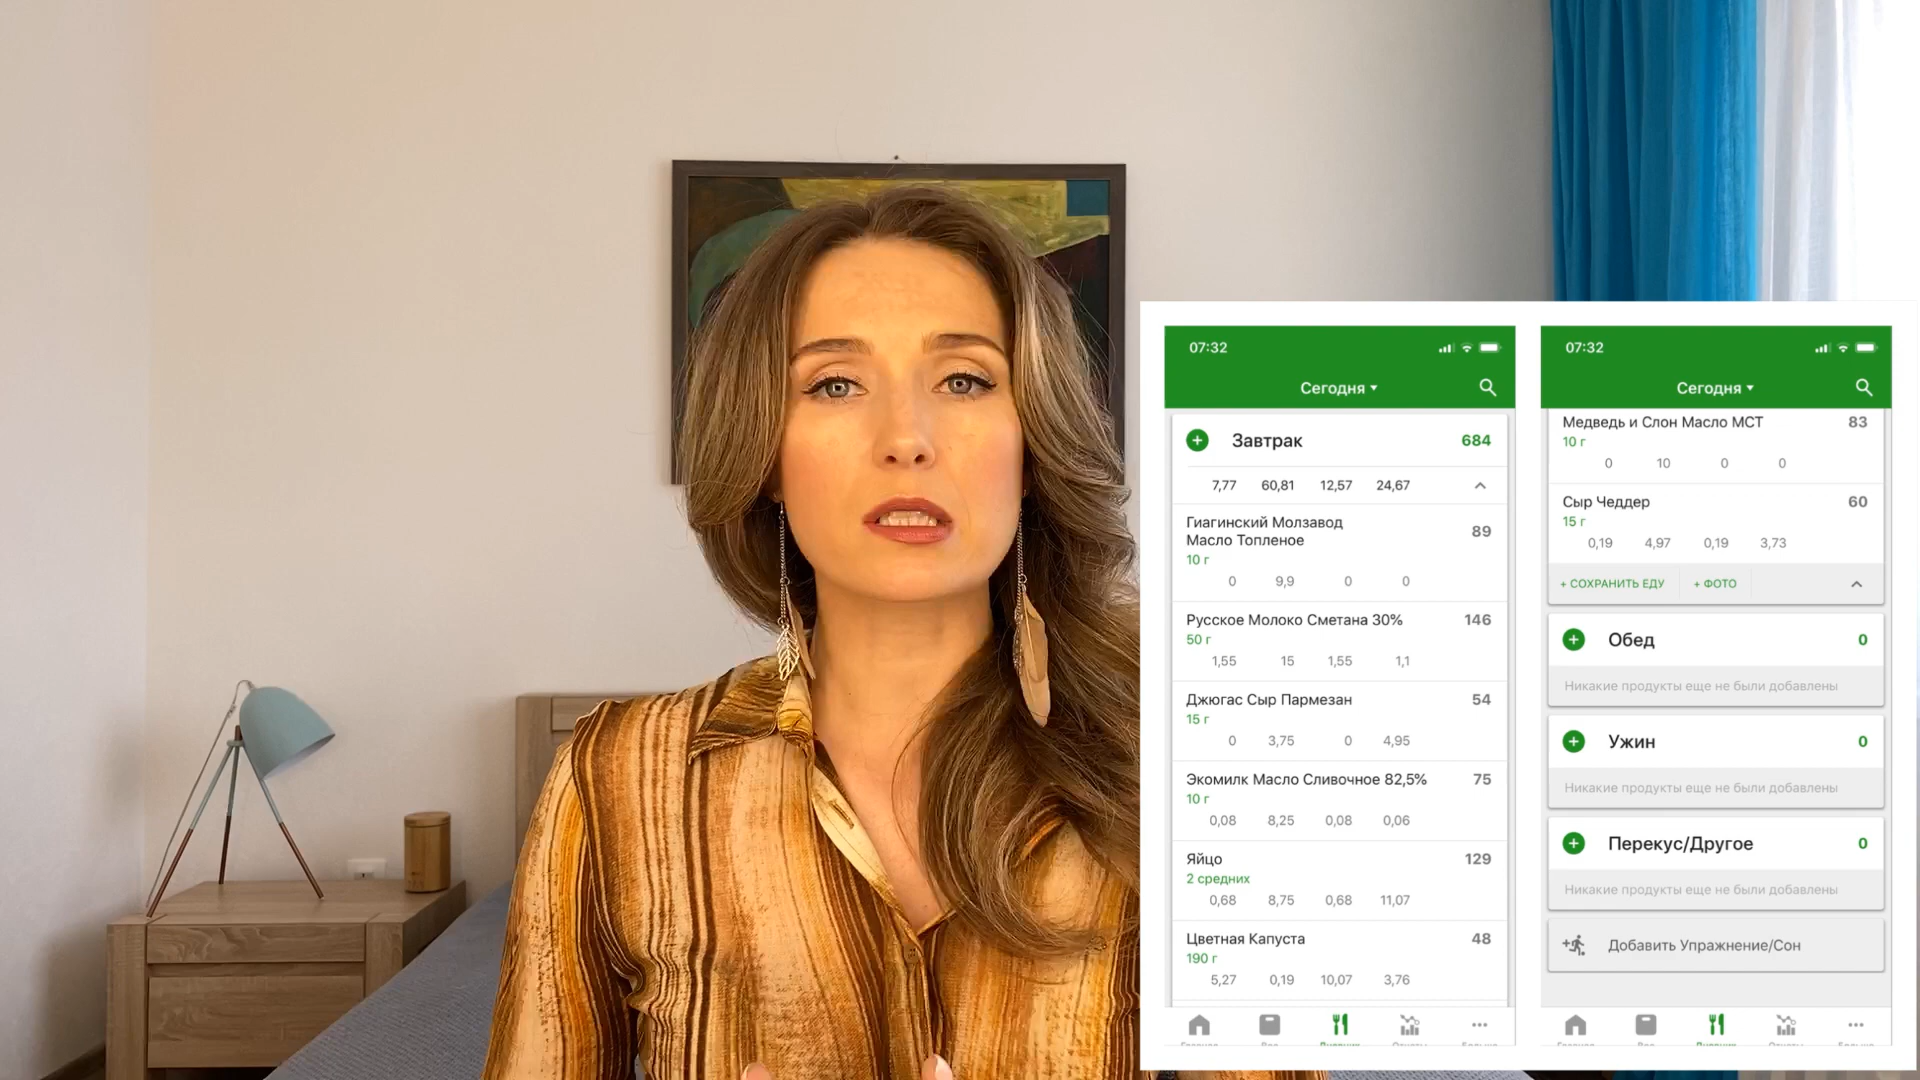 07:32
Сегодня
Завтрак 684
7,77 60,81 12,57 24,67
Гиагинский Молзавод
Масло Топленое 89
10 г
0 9,9 0 0
Русское Молоко Сметана 30% 146
50 г
1,55 15 1,55 1,1
Джюгас Сыр Пармезан 54
15 г
0 3,75 0 4,95
Экомилк Масло Сливочное 82,5% 75
10 г
0,08 8,25 0,08 0,06
Яйцо 129
2 средних
0,68 8,75 0,68 11,07
Цветная Капуста 48
190 г
5,27 0,19 10,07 3,76
07:32
Сегодня
Медведь и Слон Масло МСТ 83
10 г
0 10 0 0
Сыр Чеддер 60
15 г
0,19 4,97 0,19 3,73
+ СОХРАНИТЬ ЕДУ + ФОТО
Обед 0
Никакие продукты еще не были добавлены
Ужин 0
Никакие продукты еще не были добавлены
Перекус/Другое 0
Никакие продукты еще не были добавлены
Добавить Упражнение/Сон